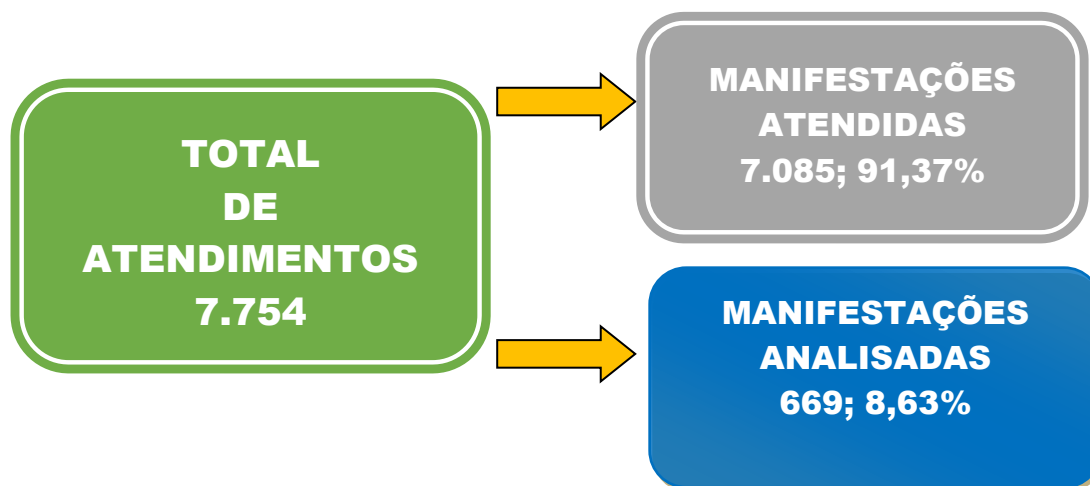 TOTAL
DE
ATENDIMENTOS
7.754
MANIFESTAÇÕES
ATENDIDAS
7.085; 91,37%
MANIFESTAÇÕES
ANALISADAS
669; 8,63%